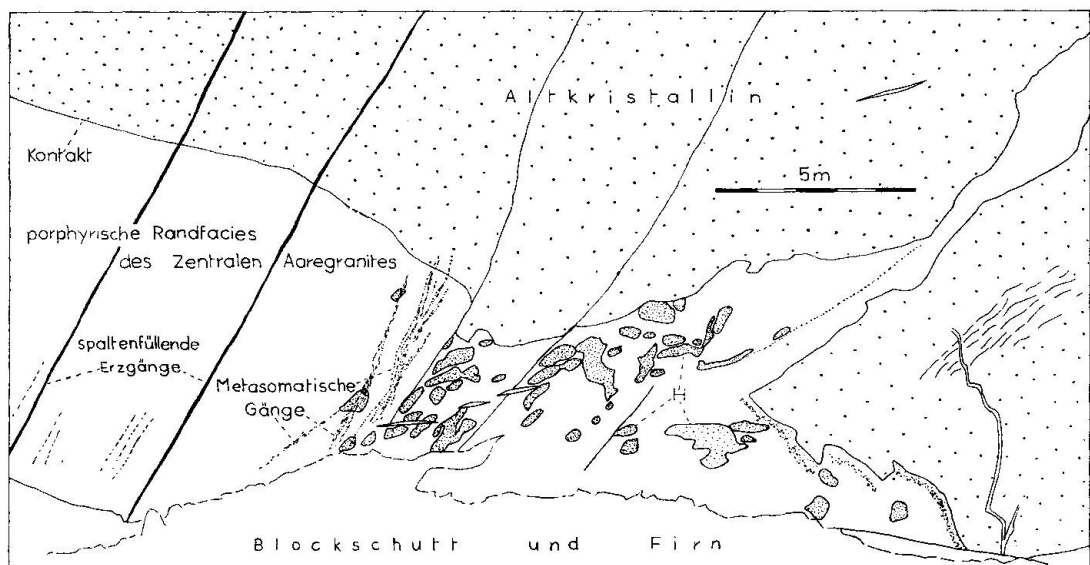 Altkristallin
Kontakt
5m
porphyrische Randfacies
des Zentralen Aaregranites
spaltenfüllende
Erzgänge
Metasomatische
Gänge
H
Blockschutt und Firn